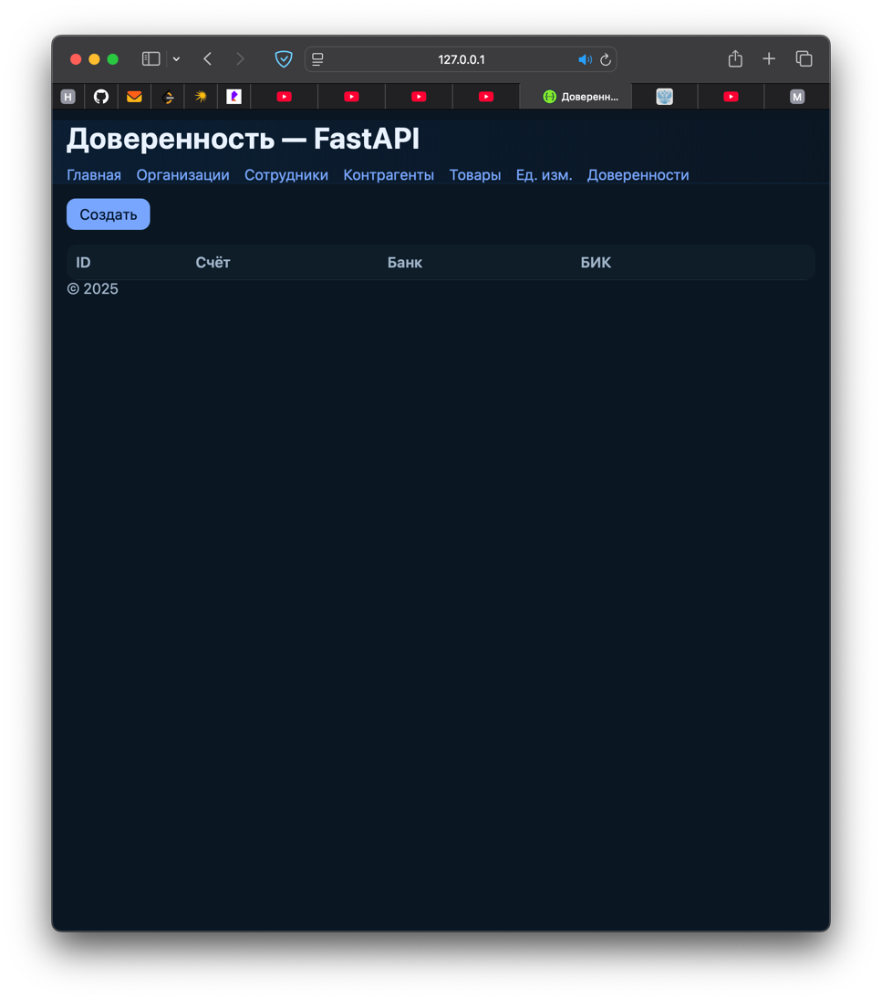 127.0.0.1
H
Доверенн...
M
Доверенность — FastAPI
Главная Организации Сотрудники Контрагенты Товары Ед. изм. Доверенности
Создать
ID Счёт Банк БИК
© 2025